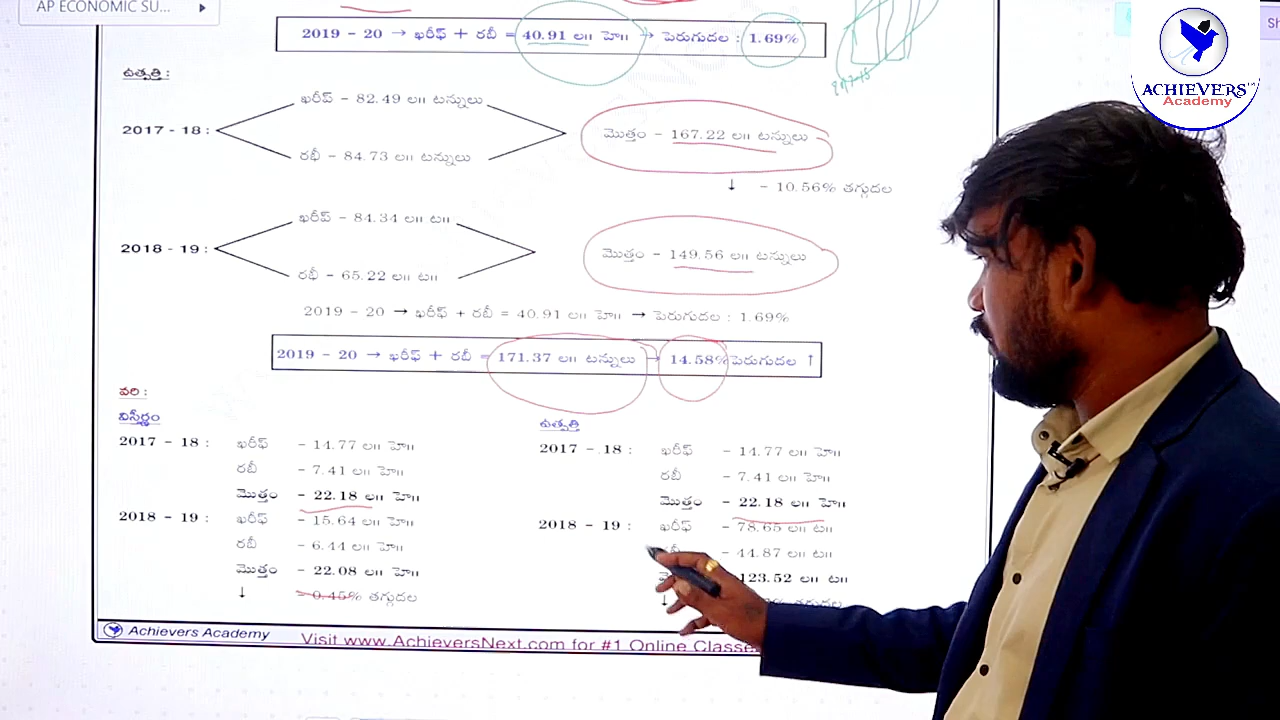 AP ECONOMIC SU...
2019 - 20 → ఖరీఫ్ + రబీ = 40.91 ల॥ హె॥ → పెరుగుదల : 1.69%
ఉత్పత్తి :
ఖరీఫ్ - 82.49 ల॥ టన్నులు
2017 - 18 :
మొత్తం - 167.22 ల॥ టన్నులు
రబీ - 84.73 ల॥ టన్నులు
↓ - 10.56% తగ్గుదల
ఖరీఫ్ - 84.34 ల॥ ట॥
2018 - 19 :
మొత్తం - 149.56 ల॥ టన్నులు
రబీ - 65.22 ల॥ ట॥
2019 - 20 → ఖరీఫ్ + రబీ = 40.91 ల॥ హె॥ → పెరుగుదల : 1.69%
2019 - 20 → ఖరీఫ్ + రబీ = 171.37 ల॥ టన్నులు → 14.58% పెరుగుదల ↑
వరి :
విస్తీర్ణం
2017 - 18 : ఖరీఫ్ - 14.77 ల॥ హె॥
రబీ - 7.41 ల॥ హె॥
మొత్తం - 22.18 ల॥ హె॥
2018 - 19 : ఖరీఫ్ - 15.64 ల॥ హె॥
రబీ - 6.44 ల॥ హె॥
మొత్తం - 22.08 ల॥ హె॥
↓ - 0.45% తగ్గుదల
ఉత్పత్తి
2017 - 18 : ఖరీఫ్ - 14.77 ల॥ హె॥
రబీ - 7.41 ల॥ హె॥
మొత్తం - 22.18 ల॥ హె॥
2018 - 19 : ఖరీఫ్ - 78.65 ల॥ ట॥
- 44.87 ల॥ ట॥
123.52 ల॥ ట॥
↓ తగ్గుదల
Achievers Academy Visit www.AchieversNext.com for #1 Online Classe
ACHIEVERS
Academy
Sh